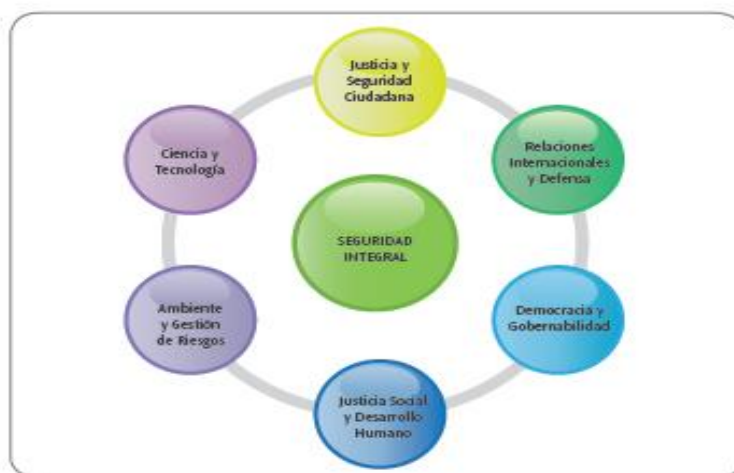 Justicia y
Seguridad
Ciudadana
Relaciones
Internacionales
y Defensa
Democracia y
Gobernabilidad
Justicia Social
y Desarrollo
Humano
Ambiente
y Gestión
de Riesgos
Ciencia y
Tecnología
SEGURIDAD
INTEGRAL